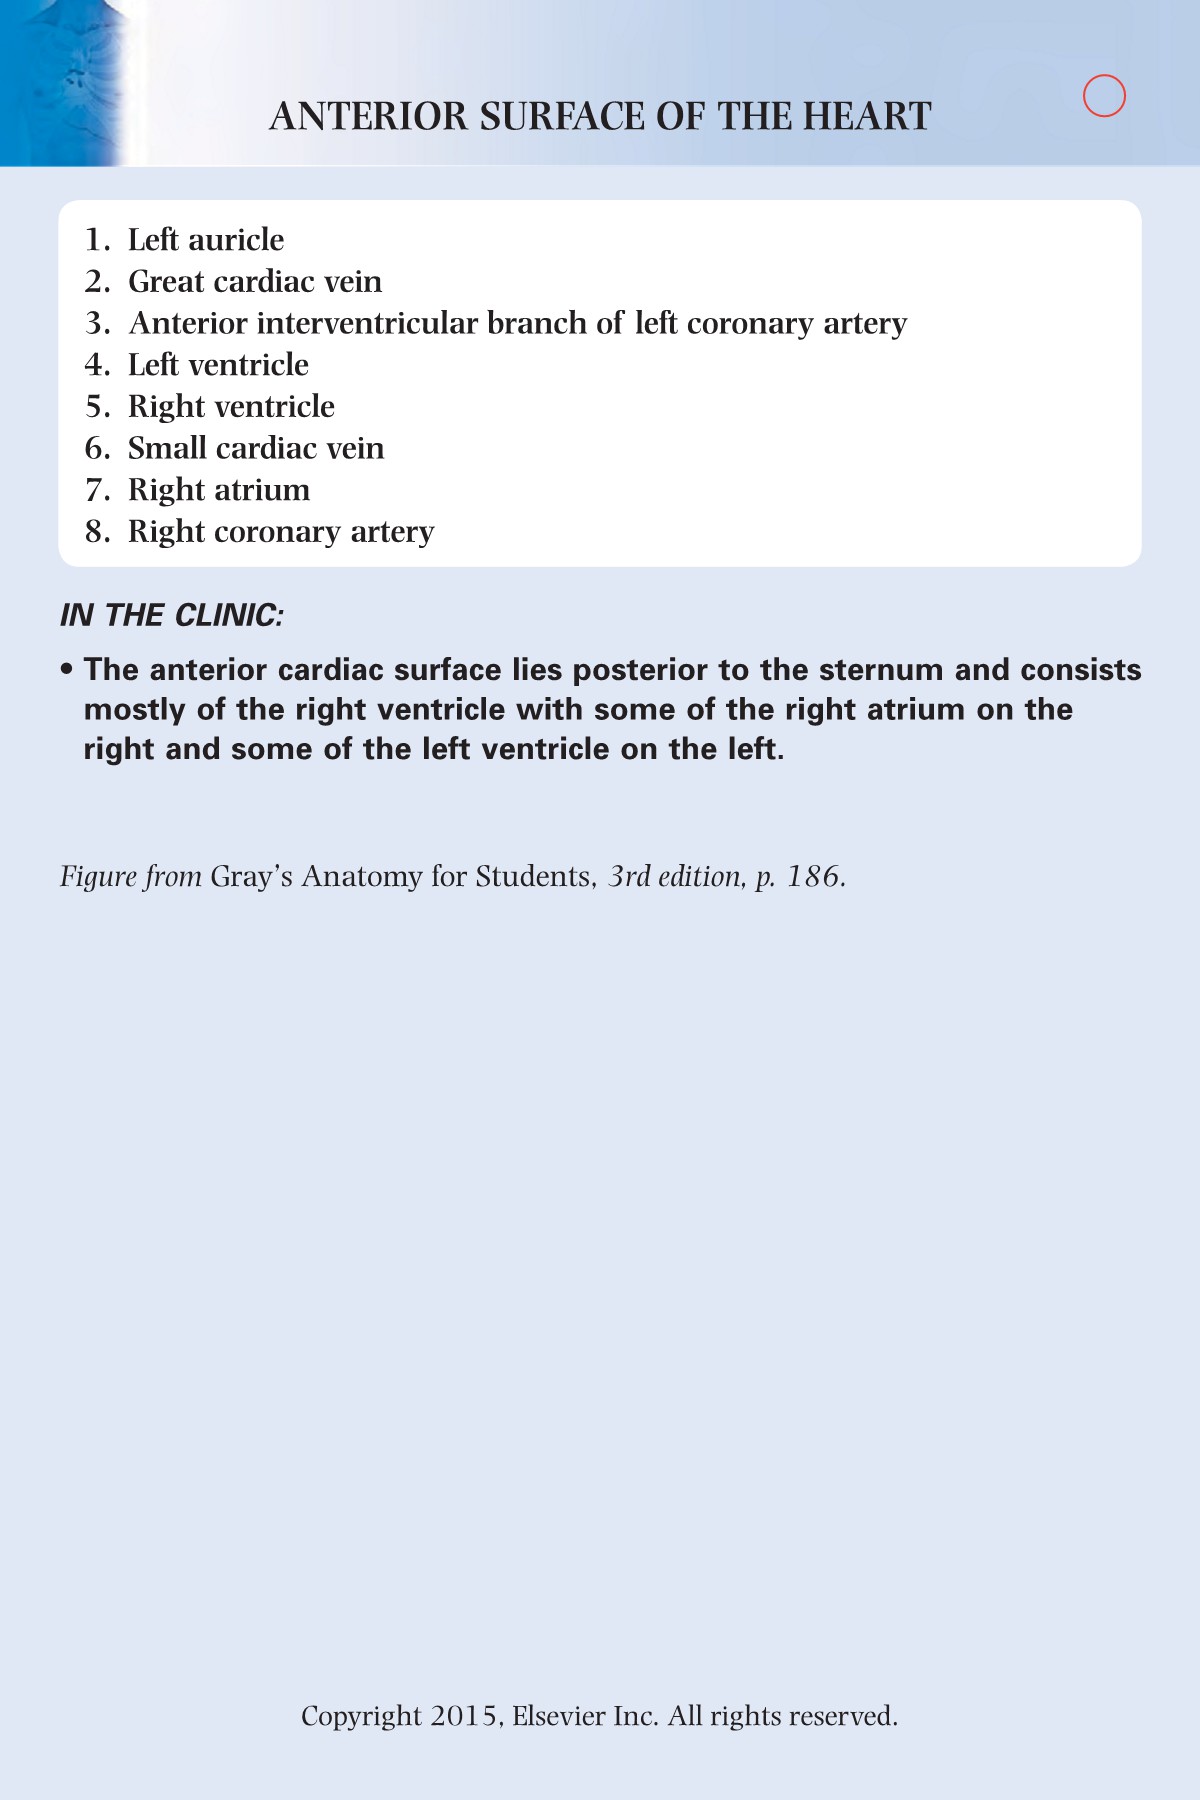 ANTERIOR SURFACE OF THE HEART
1. Left auricle
2. Great cardiac vein
3. Anterior interventricular branch of left coronary artery
4. Left ventricle
5. Right ventricle
6. Small cardiac vein
7. Right atrium
8. Right coronary artery
IN THE CLINIC:
• The anterior cardiac surface lies posterior to the sternum and consists
mostly of the right ventricle with some of the right atrium on the
right and some of the left ventricle on the left.
Figure from Gray’s Anatomy for Students, 3rd edition, p. 186.
Copyright 2015, Elsevier Inc. All rights reserved.